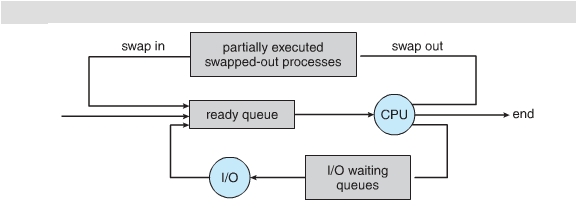 swap in
partially executed
swapped-out processes
swap out
ready queue
CPU
end
I/O
I/O waiting
queues